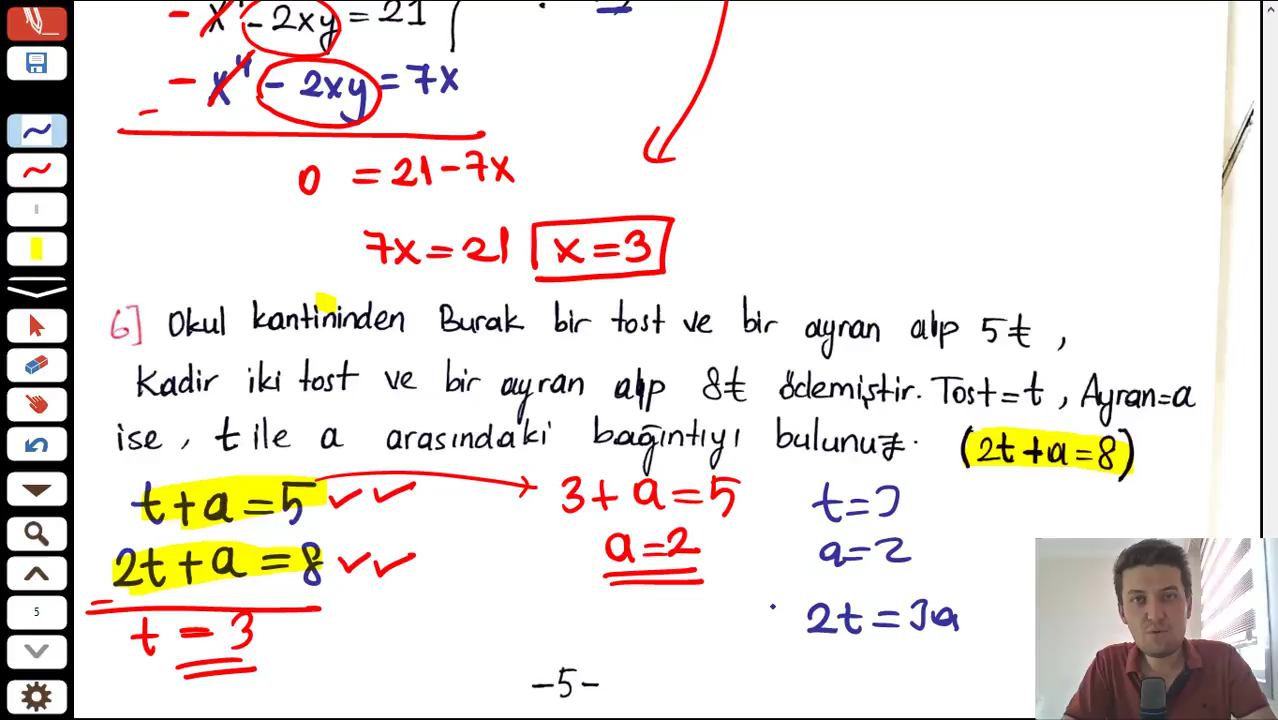 - x⁴ - 2xy = 21
- x⁴ - 2xy = 7x
0 = 21 - 7x
7x = 21 x = 3
6] Okul kantininden Burak bir tost ve bir ayran alıp 5₺,
Kadir iki tost ve bir ayran alıp 8₺ ödemiştir. Tost = t, Ayran = a
ise, t ile a arasındaki bağıntıyı bulunuz. (2t + a = 8)
t + a = 5 3 + a = 5 t = 3
2t + a = 8 a = 2 a = 2
t = 3 2t = 3a
-5-
5